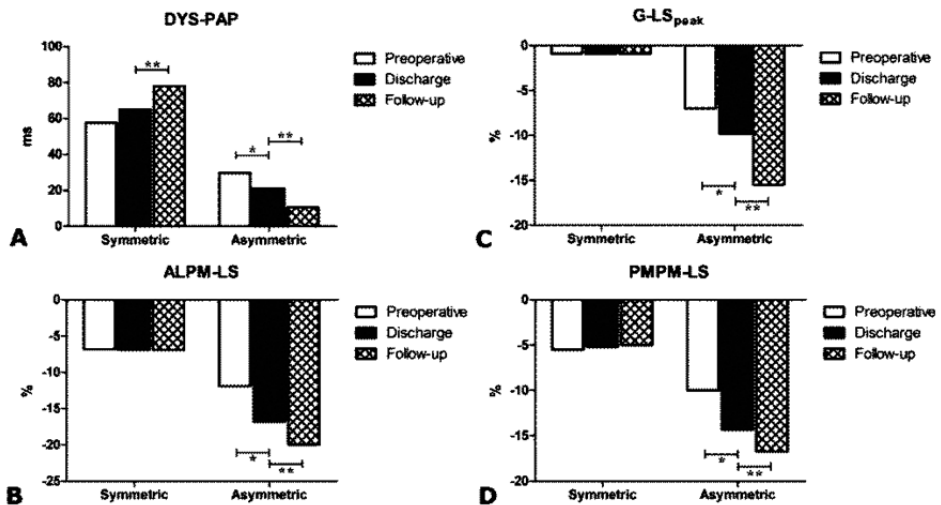 DYS-PAP
100
80
60
40
20
0
ms
**
*
**
Symmetric
Asymmetric
Preoperative
Discharge
Follow-up
A
G-LSpeak
0
-5
-10
-15
-20
%
*
**
Symmetric
Asymmetric
Preoperative
Discharge
Follow-up
C
ALPM-LS
0
-5
-10
-15
-20
-25
%
*
**
Symmetric
Asymmetric
Preoperative
Discharge
Follow-up
B
PMPM-LS
0
-5
-10
-15
-20
%
*
**
Symmetric
Asymmetric
Preoperative
Discharge
Follow-up
D